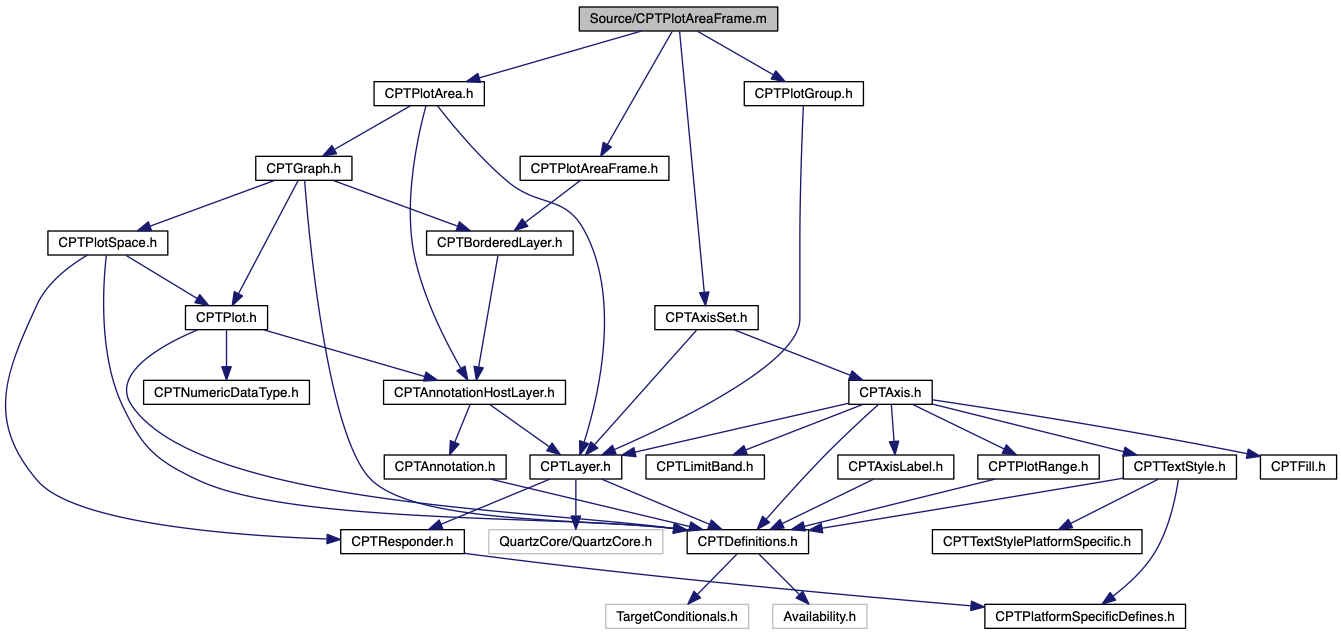 Source/CPTPlotAreaFrame.m
CPTPlotArea.h
CPTPlotGroup.h
CPTGraph.h
CPTPlotAreaFrame.h
CPTPlotSpace.h
CPTBorderedLayer.h
CPTPlot.h
CPTAxisSet.h
CPTNumericDataType.h
CPTAnnotationHostLayer.h
CPTAxis.h
CPTAnnotation.h
CPTLayer.h
CPTLimitBand.h
CPTAxisLabel.h
CPTPlotRange.h
CPTTextStyle.h
CPTFill.h
CPTResponder.h
QuartzCore/QuartzCore.h
CPTDefinitions.h
CPTTextStylePlatformSpecific.h
TargetConditionals.h
Availability.h
CPTPlatformSpecificDefines.h